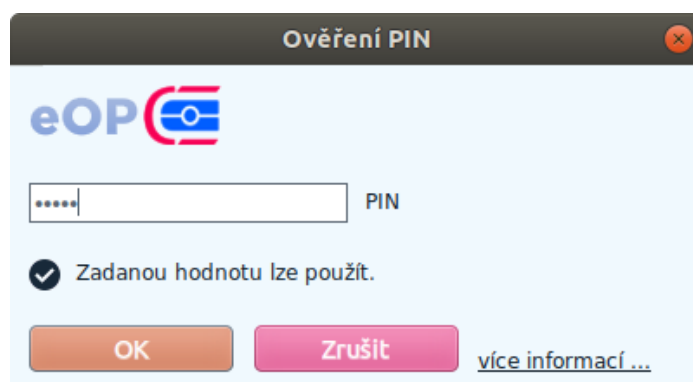 Ověření PIN
eOP
••••• PIN
Zadanou hodnotu lze použít.
OK Zrušit více informací ...